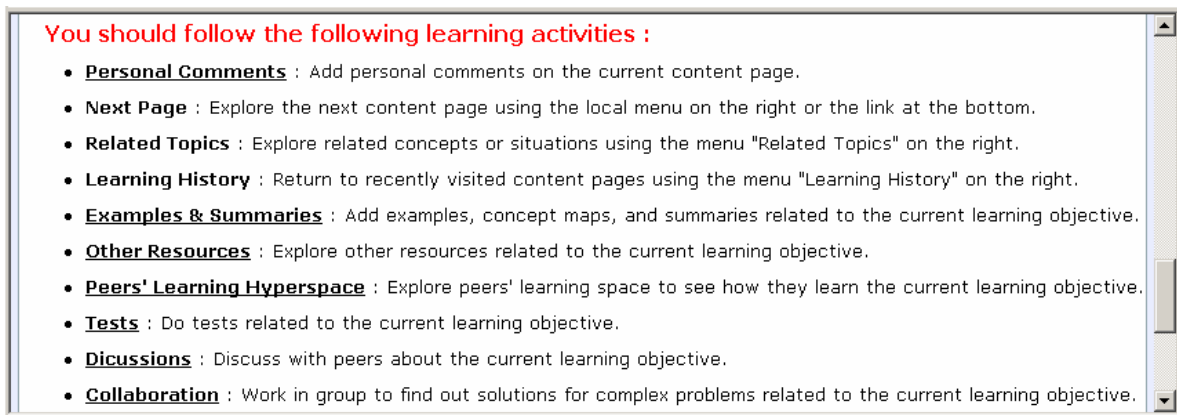 You should follow the following learning activities :
• Personal Comments : Add personal comments on the current content page.
• Next Page : Explore the next content page using the local menu on the right or the link at the bottom.
• Related Topics : Explore related concepts or situations using the menu "Related Topics" on the right.
• Learning History : Return to recently visited content pages using the menu "Learning History" on the right.
• Examples & Summaries : Add examples, concept maps, and summaries related to the current learning objective.
• Other Resources : Explore other resources related to the current learning objective.
• Peers' Learning Hyperspace : Explore peers' learning space to see how they learn the current learning objective.
• Tests : Do tests related to the current learning objective.
• Dicussions : Discuss with peers about the current learning objective.
• Collaboration : Work in group to find out solutions for complex problems related to the current learning objective.